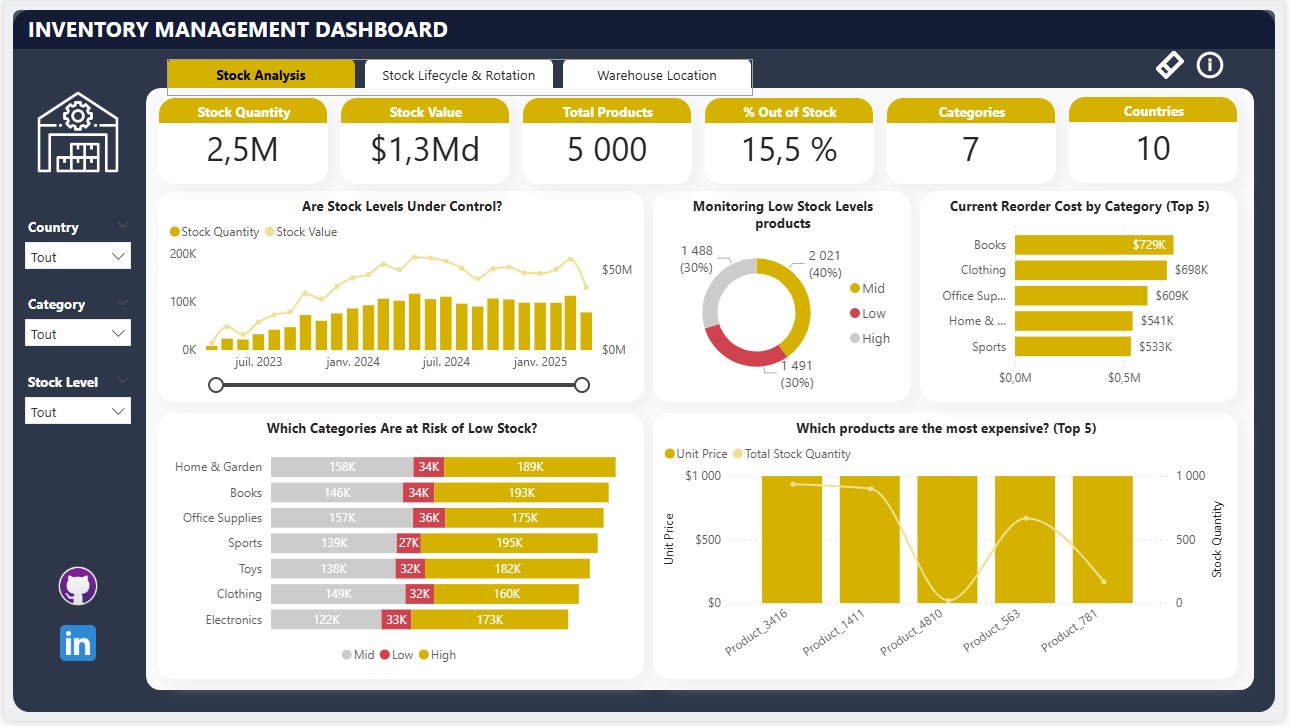 INVENTORY MANAGEMENT DASHBOARD
Stock Analysis
Stock Lifecycle & Rotation
Warehouse Location
Stock Quantity
2,5M
Stock Value
$1,3Md
Total Products
5 000
% Out of Stock
15,5 %
Categories
7
Countries
10
Country
Tout
Category
Tout
Stock Level
Tout
in
Are Stock Levels Under Control?
Stock Quantity Stock Value
200K
100K
0K
$50M
$0M
juil. 2023 janv. 2024 juil. 2024 janv. 2025
Monitoring Low Stock Levels
products
1 488
(30%)
2 021
(40%)
1 491
(30%)
Mid
Low
High
Current Reorder Cost by Category (Top 5)
Books $729K
Clothing $698K
Office Sup... $609K
Home & ... $541K
Sports $533K
$0,0M $0,5M
Which Categories Are at Risk of Low Stock?
Home & Garden 158K 34K 189K
Books 146K 34K 193K
Office Supplies 157K 36K 175K
Sports 139K 27K 195K
Toys 138K 32K 182K
Clothing 149K 32K 160K
Electronics 122K 33K 173K
Mid Low High
Which products are the most expensive? (Top 5)
Unit Price Total Stock Quantity
Unit Price
$1 000
$500
$0
1 000
500
0
Stock Quantity
Product_3416 Product_1411 Product_4810 Product_563 Product_781